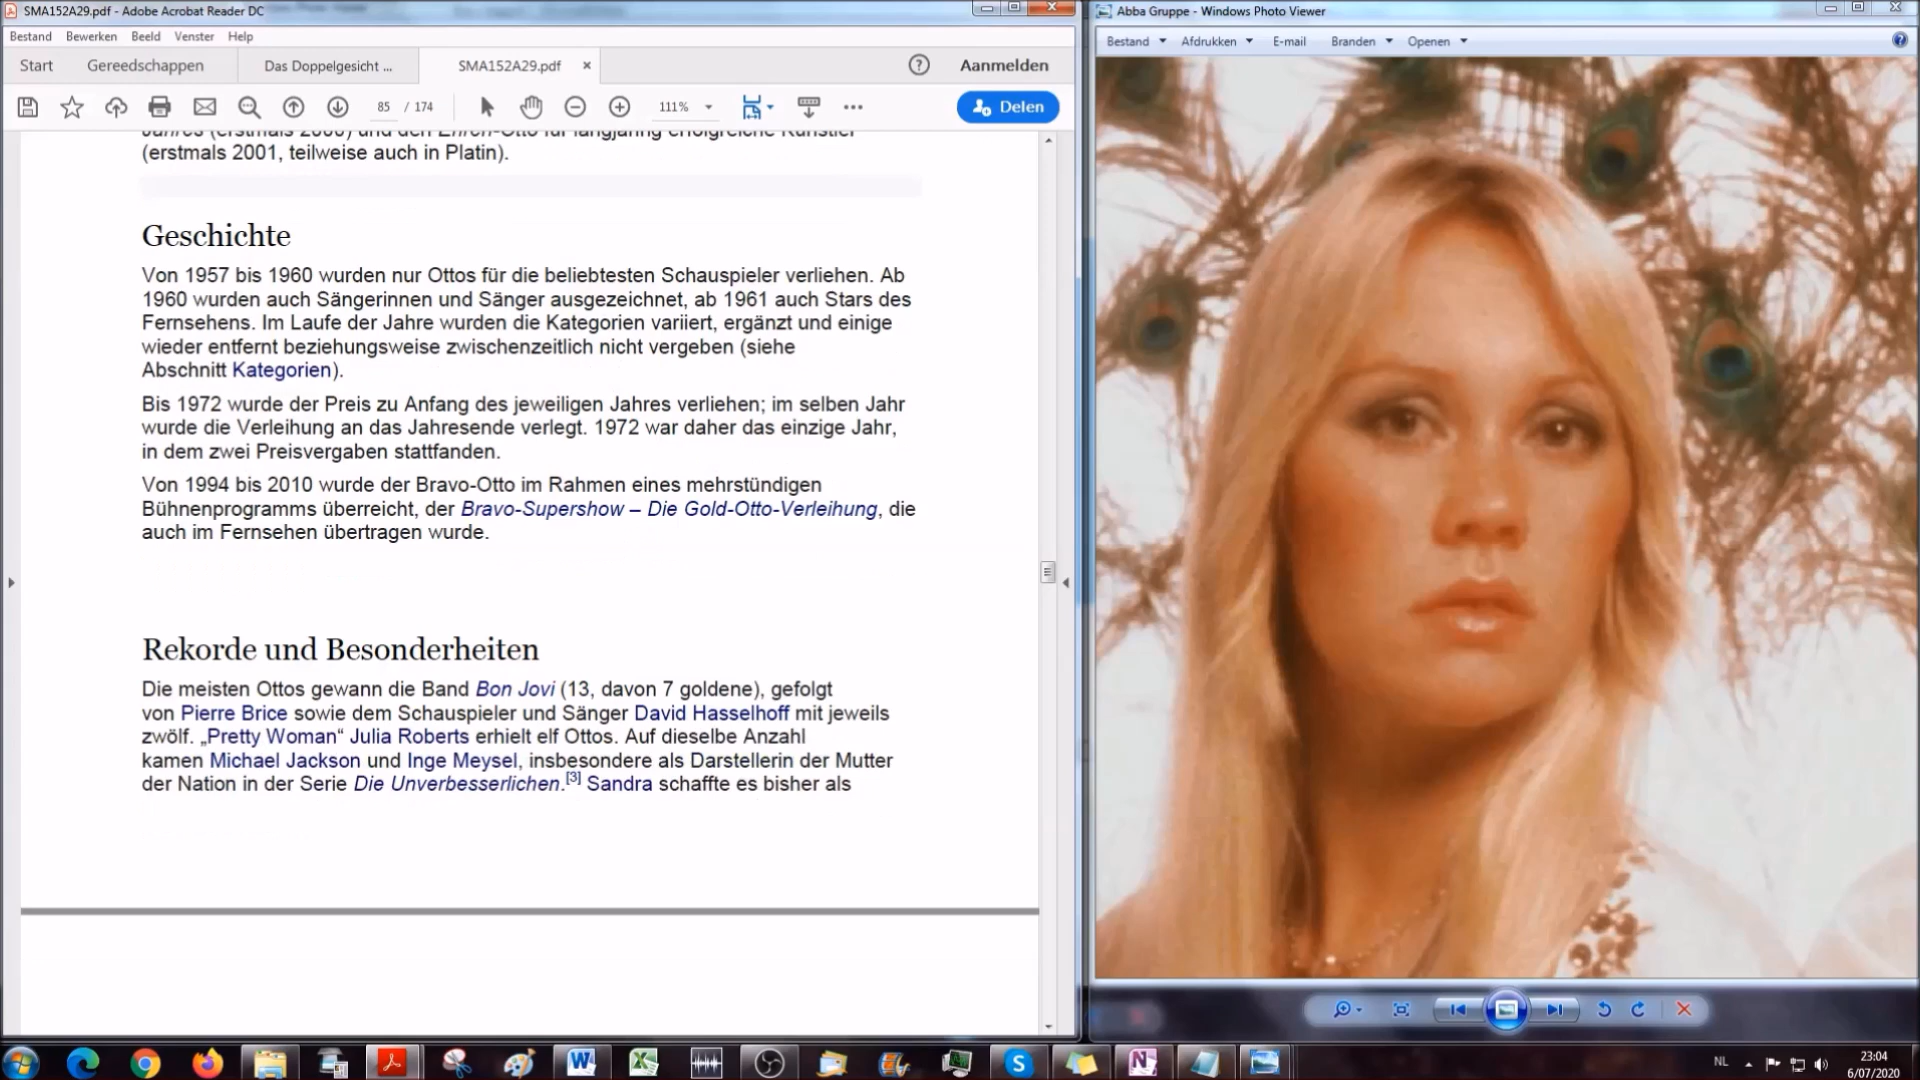 SMA152A29.pdf - Adobe Acrobat Reader DC
Bestand Bewerken Beeld Venster Help
Start Gereedschappen Das Doppelgesicht ... SMA152A29.pdf × Aanmelden
85 / 174 111% Delen
Jahres (erstmals 2000) und den Ehren-Otto für langjährig erfolgreiche Künstler
(erstmals 2001, teilweise auch in Platin).
Geschichte
Von 1957 bis 1960 wurden nur Ottos für die beliebtesten Schauspieler verliehen. Ab
1960 wurden auch Sängerinnen und Sänger ausgezeichnet, ab 1961 auch Stars des
Fernsehens. Im Laufe der Jahre wurden die Kategorien variiert, ergänzt und einige
wieder entfernt beziehungsweise zwischenzeitlich nicht vergeben (siehe
Abschnitt Kategorien).
Bis 1972 wurde der Preis zu Anfang des jeweiligen Jahres verliehen; im selben Jahr
wurde die Verleihung an das Jahresende verlegt. 1972 war daher das einzige Jahr,
in dem zwei Preisvergaben stattfanden.
Von 1994 bis 2010 wurde der Bravo-Otto im Rahmen eines mehrstündigen
Bühnenprogramms überreicht, der Bravo-Supershow – Die Gold-Otto-Verleihung, die
auch im Fernsehen übertragen wurde.
Rekorde und Besonderheiten
Die meisten Ottos gewann die Band Bon Jovi (13, davon 7 goldene), gefolgt
von Pierre Brice sowie dem Schauspieler und Sänger David Hasselhoff mit jeweils
zwölf. „Pretty Woman“ Julia Roberts erhielt elf Ottos. Auf dieselbe Anzahl
kamen Michael Jackson und Inge Meysel, insbesondere als Darstellerin der Mutter
der Nation in der Serie Die Unverbesserlichen.[3] Sandra schaffte es bisher als
Abba Gruppe - Windows Photo Viewer
Bestand Afdrukken E-mail Branden Openen
NL
23:04
6/07/2020